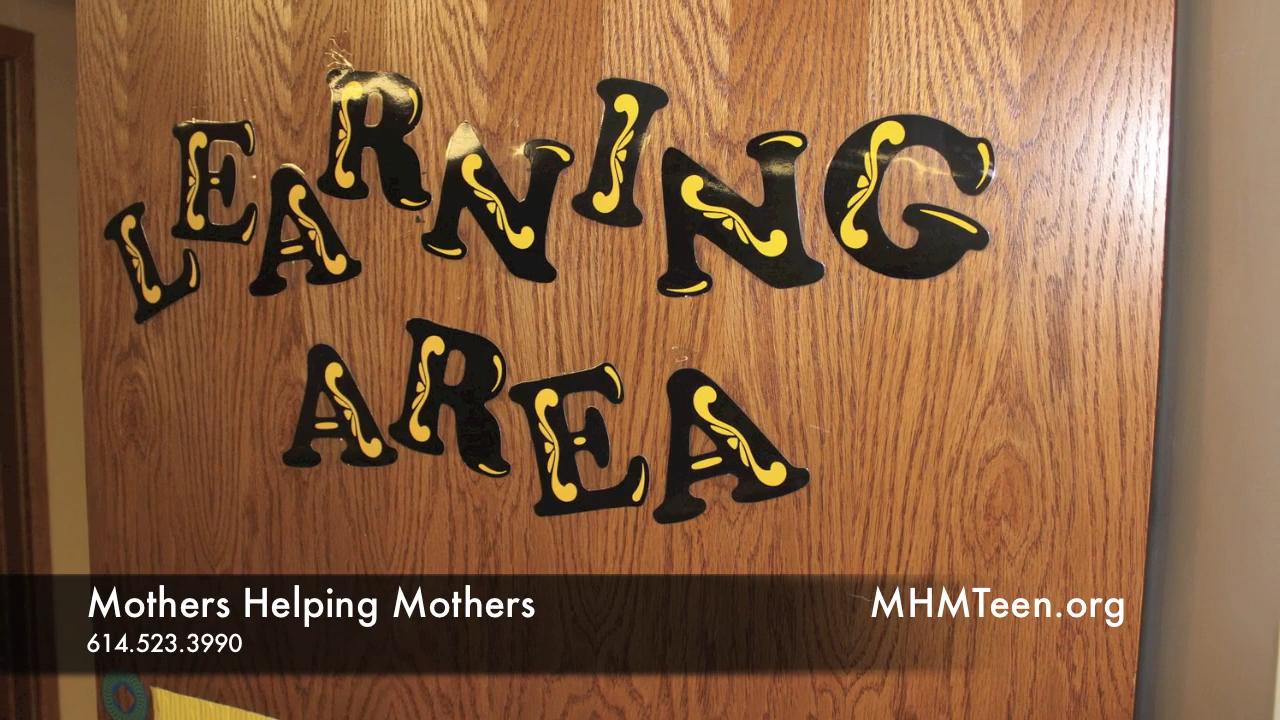 LEARNING
AREA
Mothers Helping Mothers
MHMTeen.org
614.523.3990